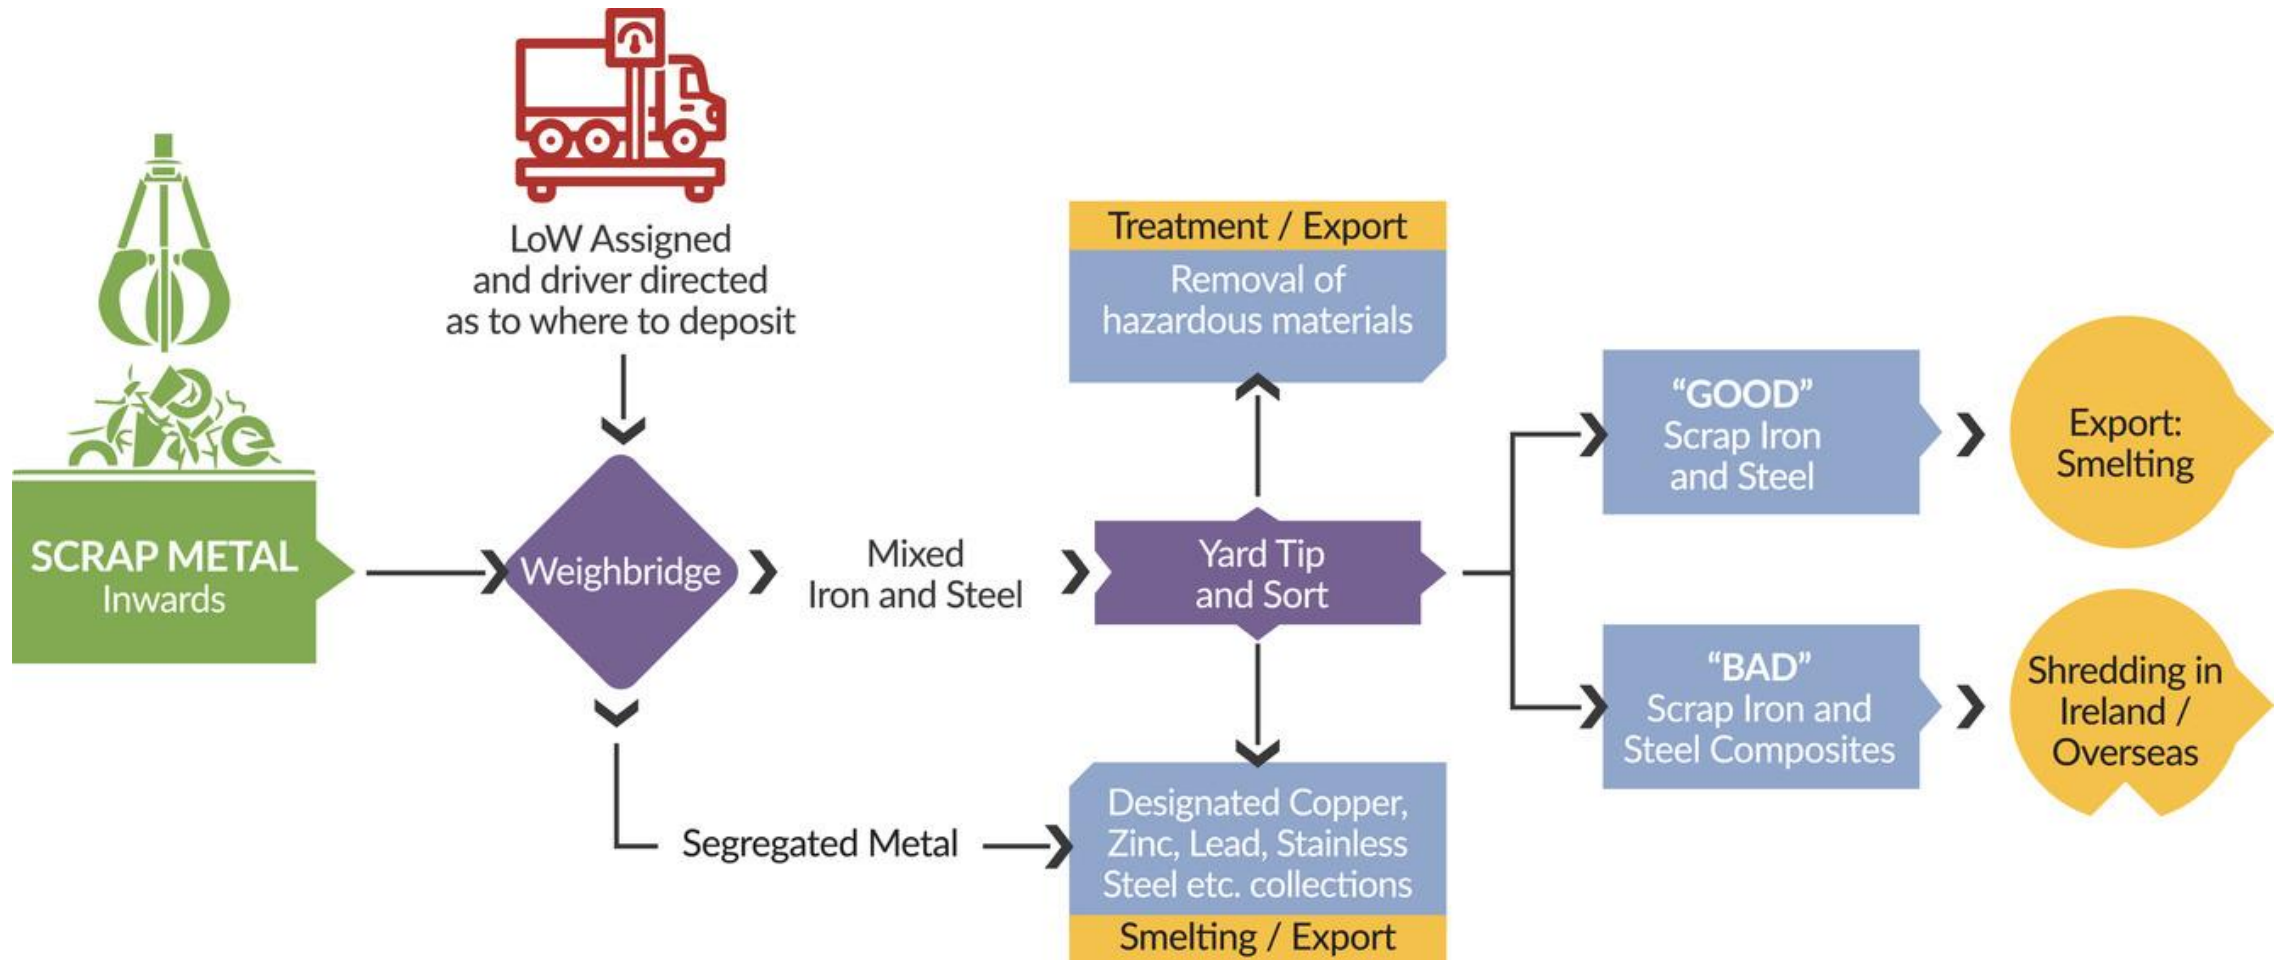 LoW Assigned
and driver directed
as to where to deposit
SCRAP METAL
Inwards
Weighbridge
Mixed
Iron and Steel
Segregated Metal
Treatment / Export
Removal of
hazardous materials
Yard Tip
and Sort
Designated Copper,
Zinc, Lead, Stainless
Steel etc. collections
Smelting / Export
“GOOD”
Scrap Iron
and Steel
Export:
Smelting
“BAD”
Scrap Iron and
Steel Composites
Shredding in
Ireland /
Overseas